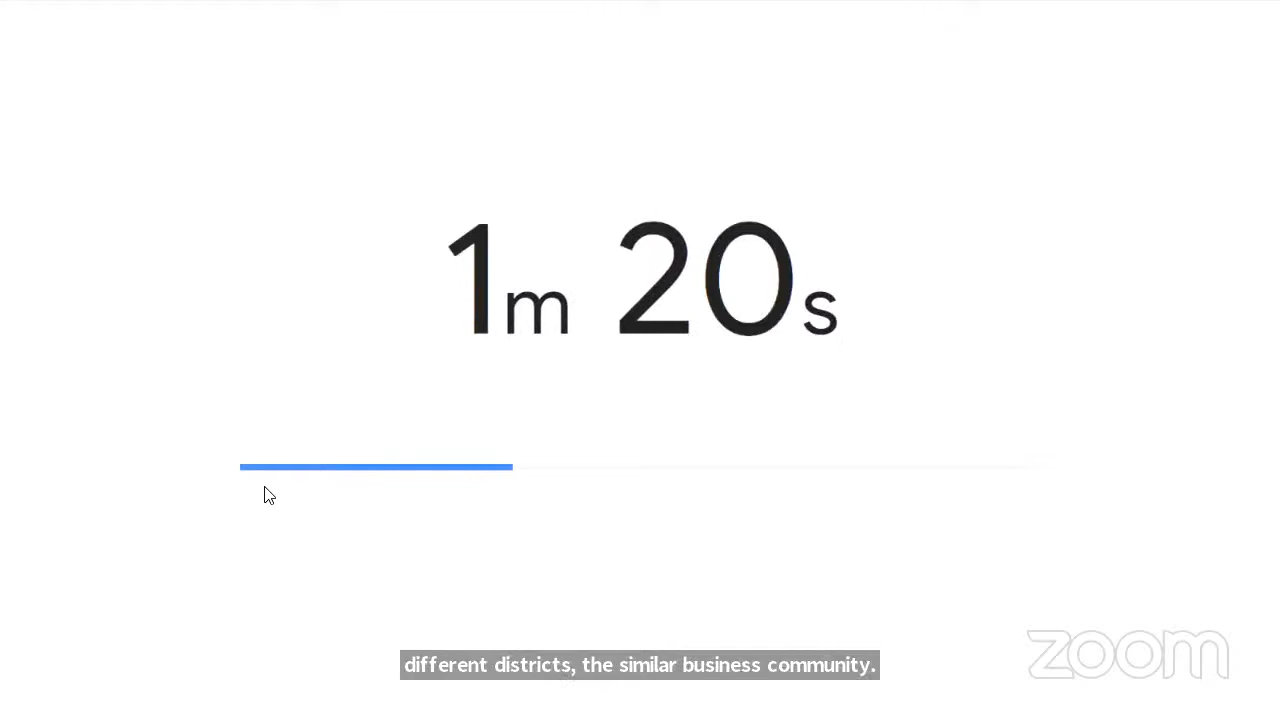 1m 20s
different districts, the similar business community.
zoom